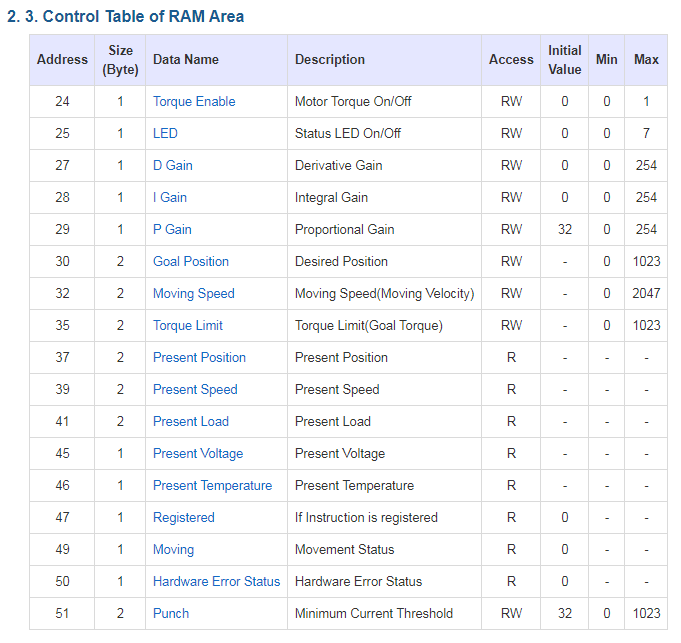 2. 3. Control Table of RAM Area
Address Size (Byte) Data Name Description Access Initial Value Min Max
24 1 Torque Enable Motor Torque On/Off RW 0 0 1
25 1 LED Status LED On/Off RW 0 0 7
27 1 D Gain Derivative Gain RW 0 0 254
28 1 I Gain Integral Gain RW 0 0 254
29 1 P Gain Proportional Gain RW 32 0 254
30 2 Goal Position Desired Position RW - 0 1023
32 2 Moving Speed Moving Speed(Moving Velocity) RW - 0 2047
35 2 Torque Limit Torque Limit(Goal Torque) RW - 0 1023
37 2 Present Position Present Position R - - -
39 2 Present Speed Present Speed R - - -
41 2 Present Load Present Load R - - -
45 1 Present Voltage Present Voltage R - - -
46 1 Present Temperature Present Temperature R - - -
47 1 Registered If Instruction is registered R 0 - -
49 1 Moving Movement Status R 0 - -
50 1 Hardware Error Status Hardware Error Status R 0 - -
51 2 Punch Minimum Current Threshold RW 32 0 1023